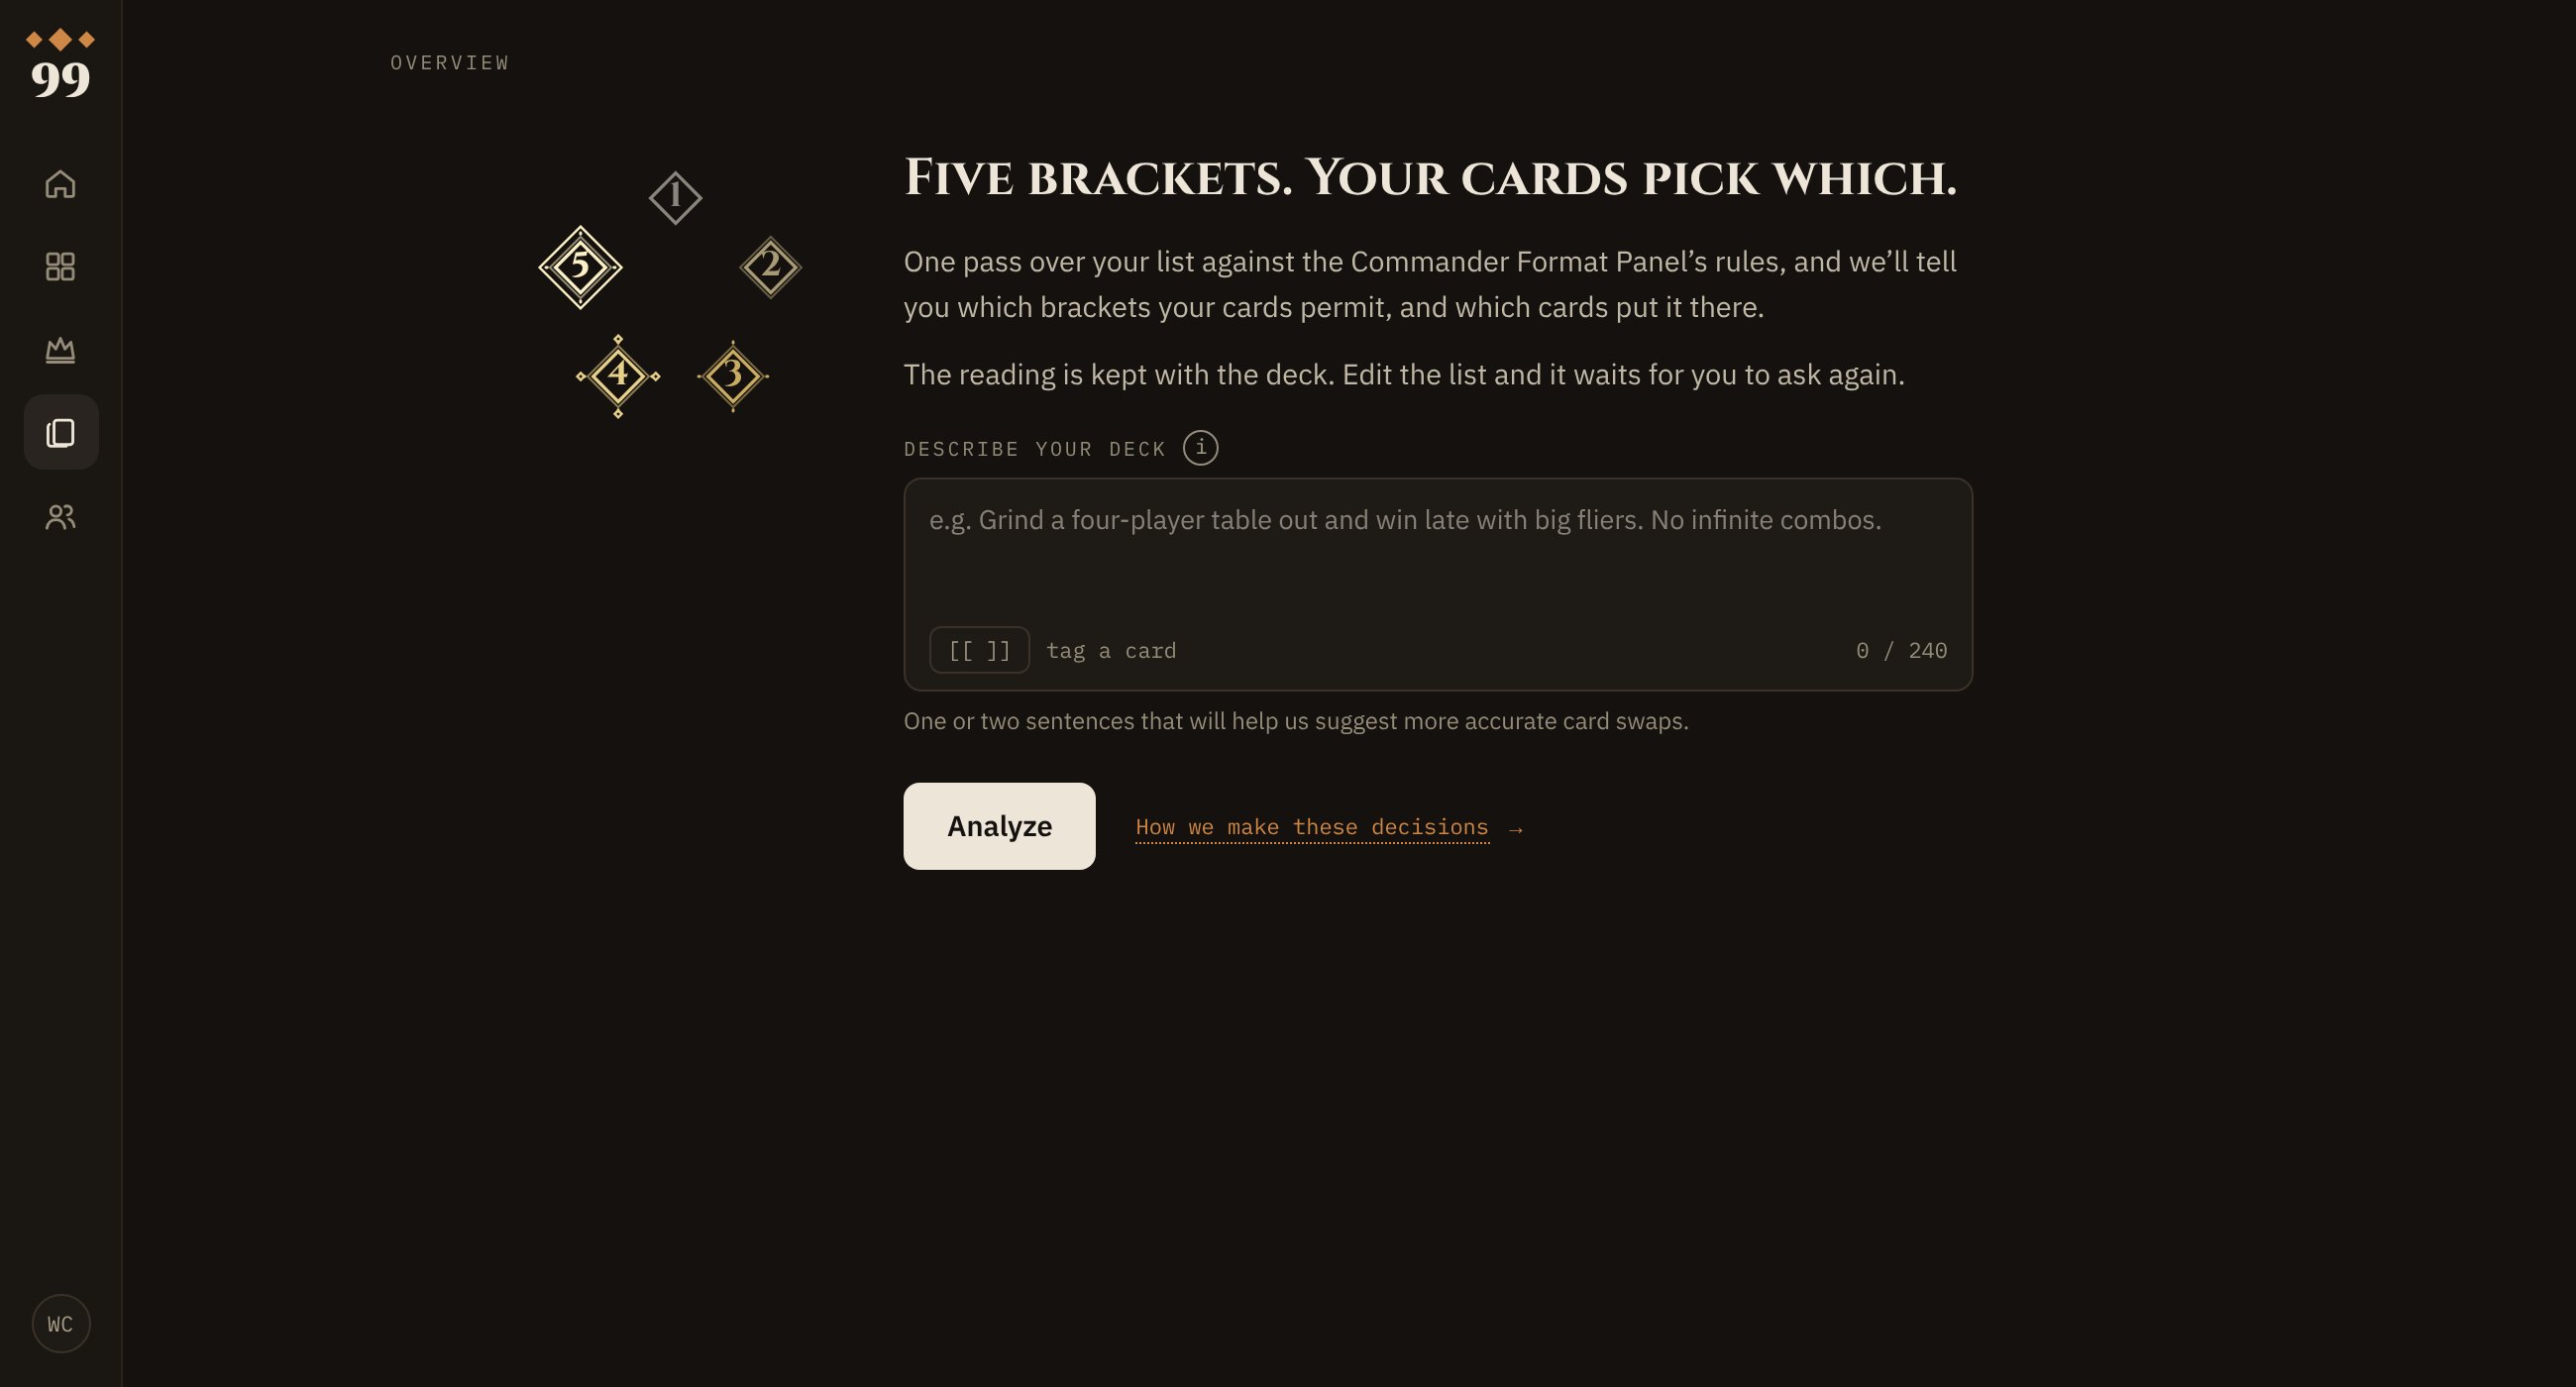 99
OVERVIEW
1
5
2
4
3
Five brackets. Your cards pick which.
One pass over your list against the Commander Format Panel’s rules, and we’ll tell
you which brackets your cards permit, and which cards put it there.
The reading is kept with the deck. Edit the list and it waits for you to ask again.
DESCRIBE YOUR DECK i
e.g. Grind a four-player table out and win late with big fliers. No infinite combos.
[[ ]] tag a card 0 / 240
One or two sentences that will help us suggest more accurate card swaps.
Analyze How we make these decisions →
WC